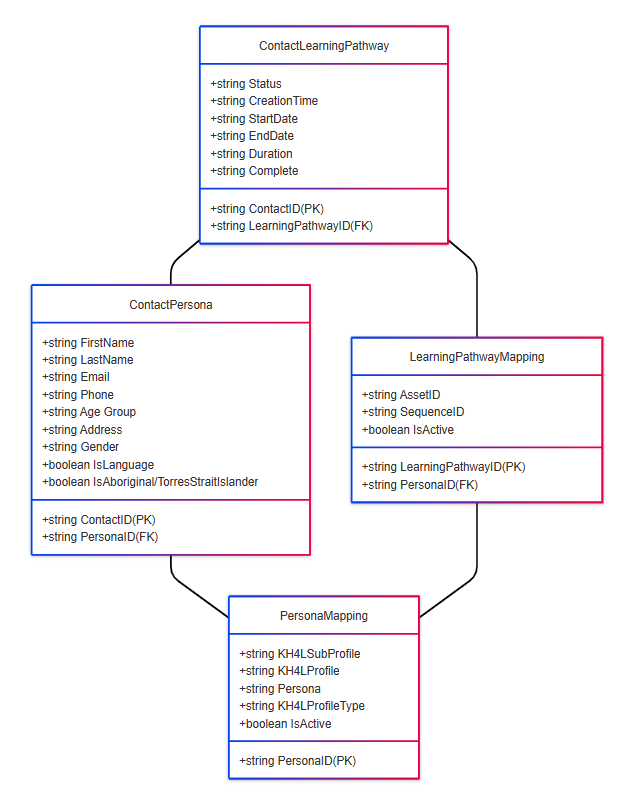 ContactLearningPathway
+string Status
+string CreationTime
+string StartDate
+string EndDate
+string Duration
+string Complete
+string ContactID(PK)
+string LearningPathwayID(FK)
ContactPersona
+string FirstName
+string LastName
+string Email
+string Phone
+string Age Group
+string Address
+string Gender
+boolean IsLanguage
+boolean IsAboriginal/TorresStraitIslander
+string ContactID(PK)
+string PersonaID(FK)
LearningPathwayMapping
+string AssetID
+string SequenceID
+boolean IsActive
+string LearningPathwayID(PK)
+string PersonaID(FK)
PersonaMapping
+string KH4LSubProfile
+string KH4LProfile
+string Persona
+string KH4LProfileType
+boolean IsActive
+string PersonaID(PK)